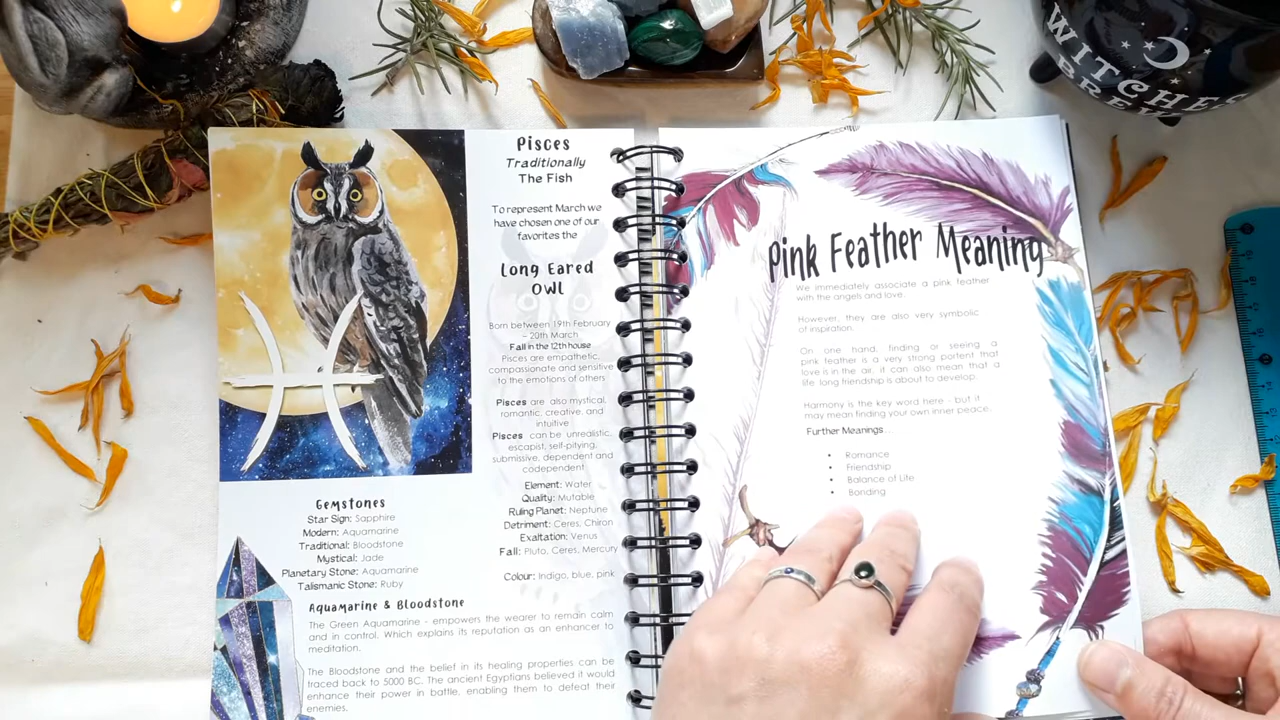 WITCHES
BREW
Pisces
Traditionally
The Fish
To represent March we
have chosen one of our
favorites the
Long Eared
Owl
Born between 19th February
- 20th March
Fall in the 12th house
Pisces are empathetic,
compassionate and sensitive
to the emotions of others
Pisces are also mystical,
romantic, creative, and
intuitive
Pisces can be unrealistic,
escapist, self-pitying,
submissive, dependent and
codependent
Element: Water
Quality: Mutable
Ruling Planet: Neptune
Detriment: Ceres, Chiron
Exaltation: Venus
Fall: Pluto, Ceres, Mercury
Colour: Indigo, blue, pink
Gemstones
Star Sign: Sapphire
Modern: Aquamarine
Traditional: Bloodstone
Mystical: Jade
Planetary Stone: Aquamarine
Talismanic Stone: Ruby
Aquamarine & Bloodstone
The Green Aquamarine - empowers the wearer to remain calm
and in control. Which explains its reputation as an enhancer to
meditation.
The Bloodstone and the belief in its healing properties can be
traced back to 5000 BC. The ancient Egyptians believed it would
enhance their power in battle, enabling them to defeat their
enemies.
Pink Feather Meaning
We immediately associate a pink feather
with the angels and love.
However, they are also very symbolic
of inspiration.
On one hand, finding or seeing a
pink feather is a very strong portent that
love is in the air, it can also mean that a
life long friendship is about to develop.
Harmony is the key word here - but it
may mean finding your own inner peace.
Further Meanings...
• Romance
• Friendship
• Balance of Life
• Bonding